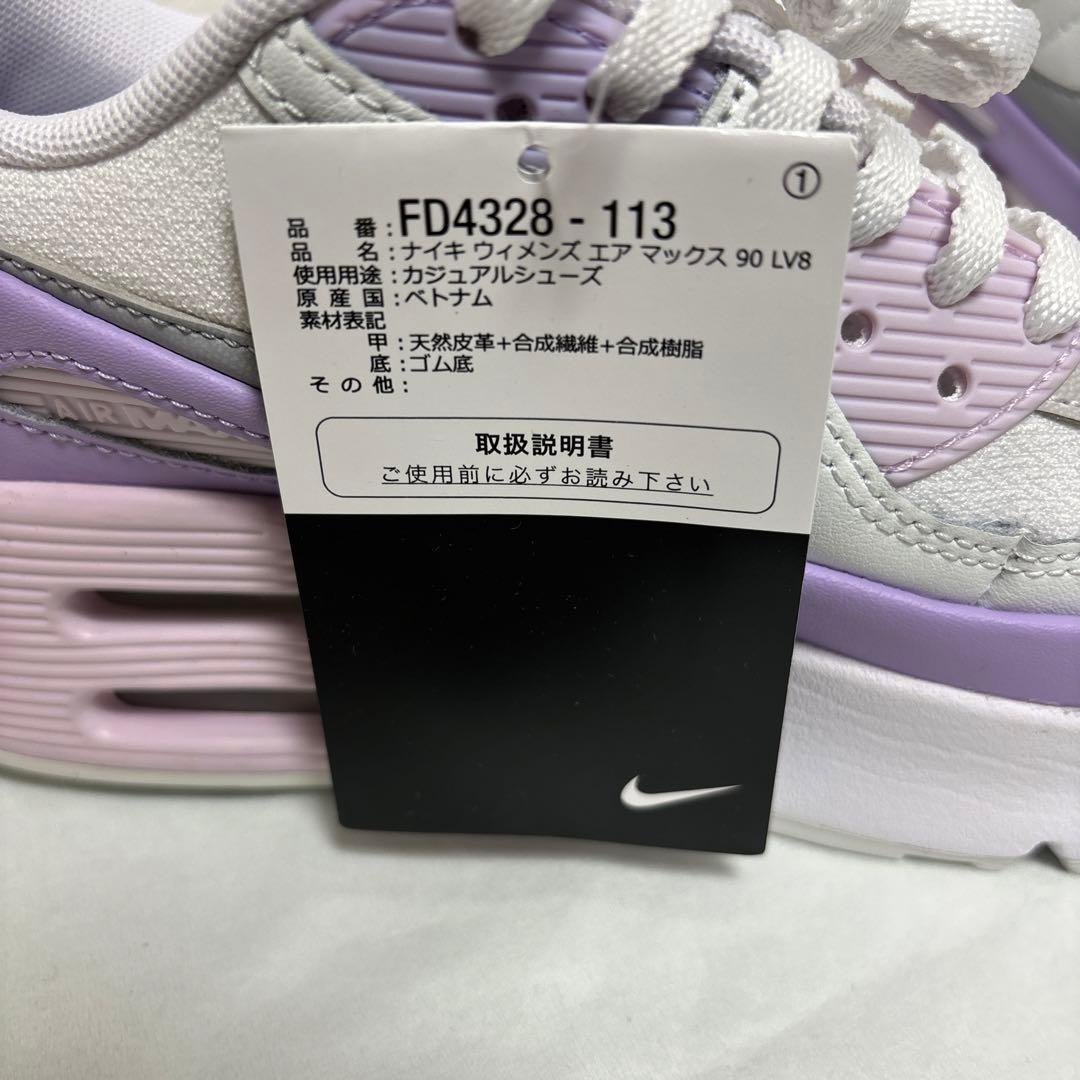 ①
品番:FD4328-113
品名:ナイキ ウィメンズ エア マックス 90 LV8
使用用途:カジュアルシューズ
原産国:ベトナム
素材表記
甲:天然皮革+合成繊維+合成樹脂
底:ゴム底
その他:
取扱説明書
ご使用前に必ずお読み下さい
AIR MAX